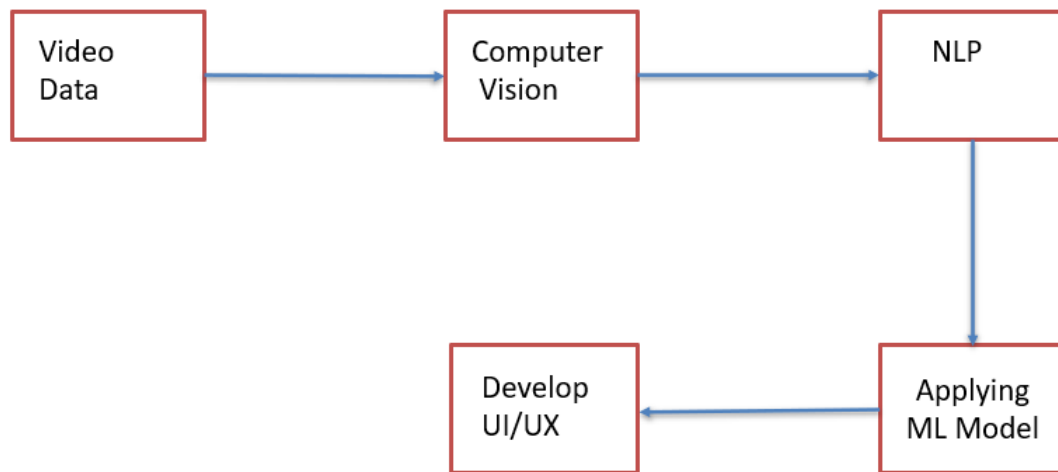 Video
Data
Computer
Vision
NLP
Applying
ML Model
Develop
UI/UX